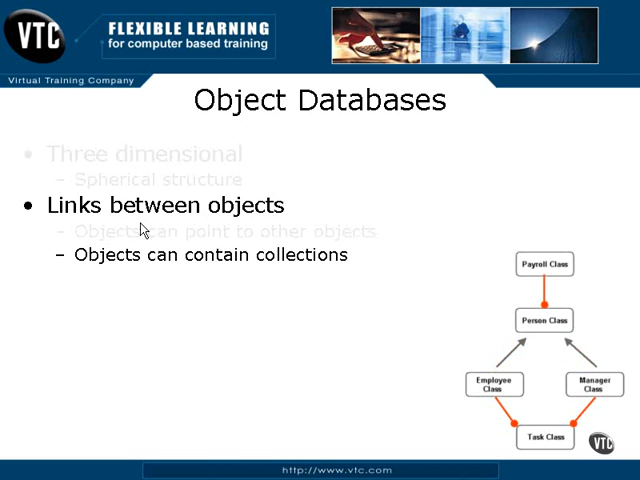 VTC
FLEXIBLE LEARNING
for computer based training
Virtual Training Company
Object Databases
• Three dimensional
– Spherical structure
• Links between objects
– Objects can point to other objects
– Objects can contain collections
Payroll Class
Person Class
Employee
Class
Manager
Class
Task Class
VTC
http://www.vtc.com